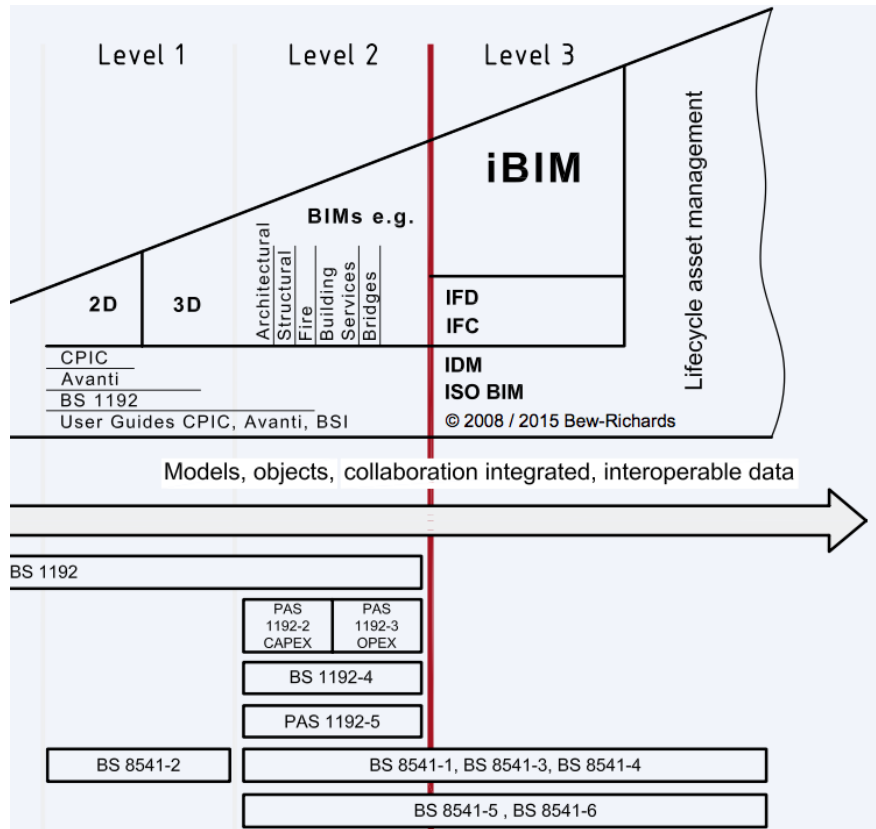 Level 1
Level 2
Level 3
iBIM
Lifecycle asset management
BIMs e.g.
Architectural
Structural
Fire
Building
Services
Bridges
2D
3D
IFD
IFC
CPIC
Avanti
BS 1192
User Guides CPIC, Avanti, BSI
IDM
ISO BIM
© 2008 / 2015 Bew-Richards
Models, objects, collaboration integrated, interoperable data
BS 1192
PAS
1192-2
CAPEX
PAS
1192-3
OPEX
BS 1192-4
PAS 1192-5
BS 8541-2
BS 8541-1, BS 8541-3, BS 8541-4
BS 8541-5 , BS 8541-6